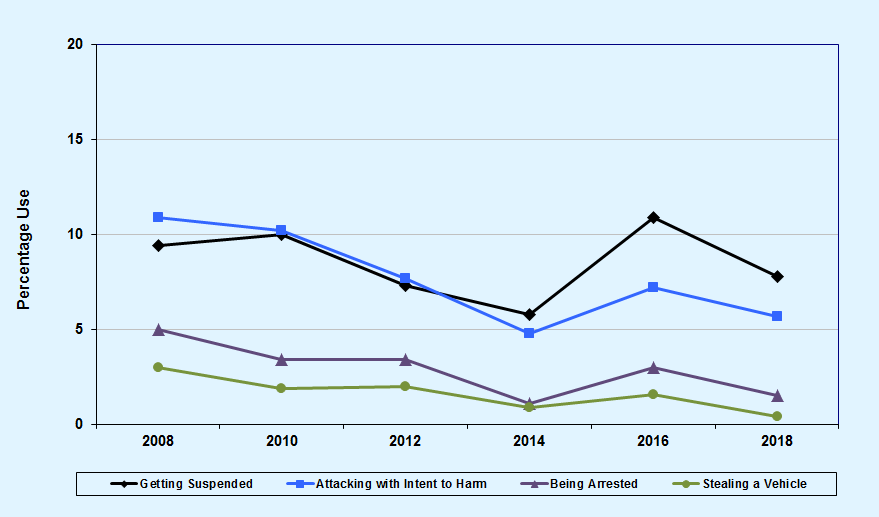 20
15
10
5
0
Percentage Use
2008 2010 2012 2014 2016 2018
Getting Suspended Attacking with Intent to Harm Being Arrested Stealing a Vehicle